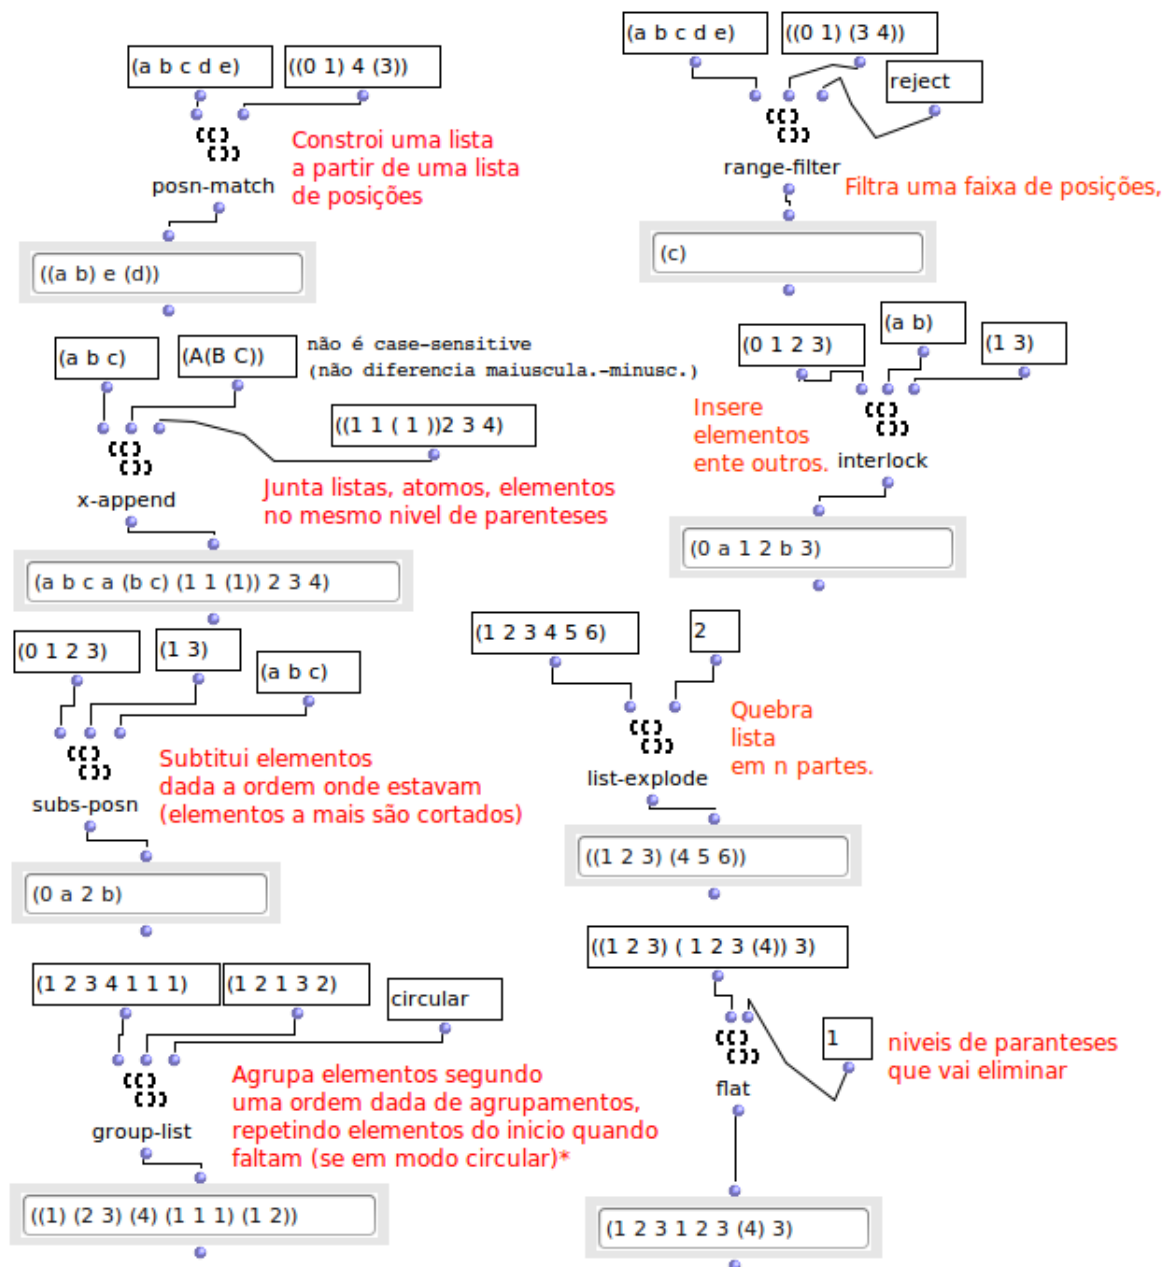 (a b c d e)
((0 1) 4 (3))
Constroi uma lista
a partir de uma lista
de posições
posn-match
((a b) e (d))
(a b c)
(A(B C))
não é case-sensitive
(não diferencia maiuscula.-minusc.)
((1 1 ( 1 ))2 3 4)
x-append
Junta listas, atomos, elementos
no mesmo nivel de parenteses
(a b c a (b c) (1 1 (1)) 2 3 4)
(0 1 2 3)
(1 3)
(a b c)
Subtitui elementos
dada a ordem onde estavam
(elementos a mais são cortados)
subs-posn
(0 a 2 b)
(1 2 3 4 1 1 1)
(1 2 1 3 2)
circular
Agrupa elementos segundo
uma ordem dada de agrupamentos,
repetindo elementos do inicio quando
faltam (se em modo circular)*
group-list
((1) (2 3) (4) (1 1 1) (1 2))
(a b c d e)
((0 1) (3 4))
reject
range-filter
Filtra uma faixa de posições,
(c)
(0 1 2 3)
(a b)
(1 3)
Insere
elementos
ente outros.
interlock
(0 a 1 2 b 3)
(1 2 3 4 5 6)
2
Quebra
lista
em n partes.
list-explode
((1 2 3) (4 5 6))
((1 2 3) ( 1 2 3 (4)) 3)
1
niveis de paranteses
que vai eliminar
flat
(1 2 3 1 2 3 (4) 3)